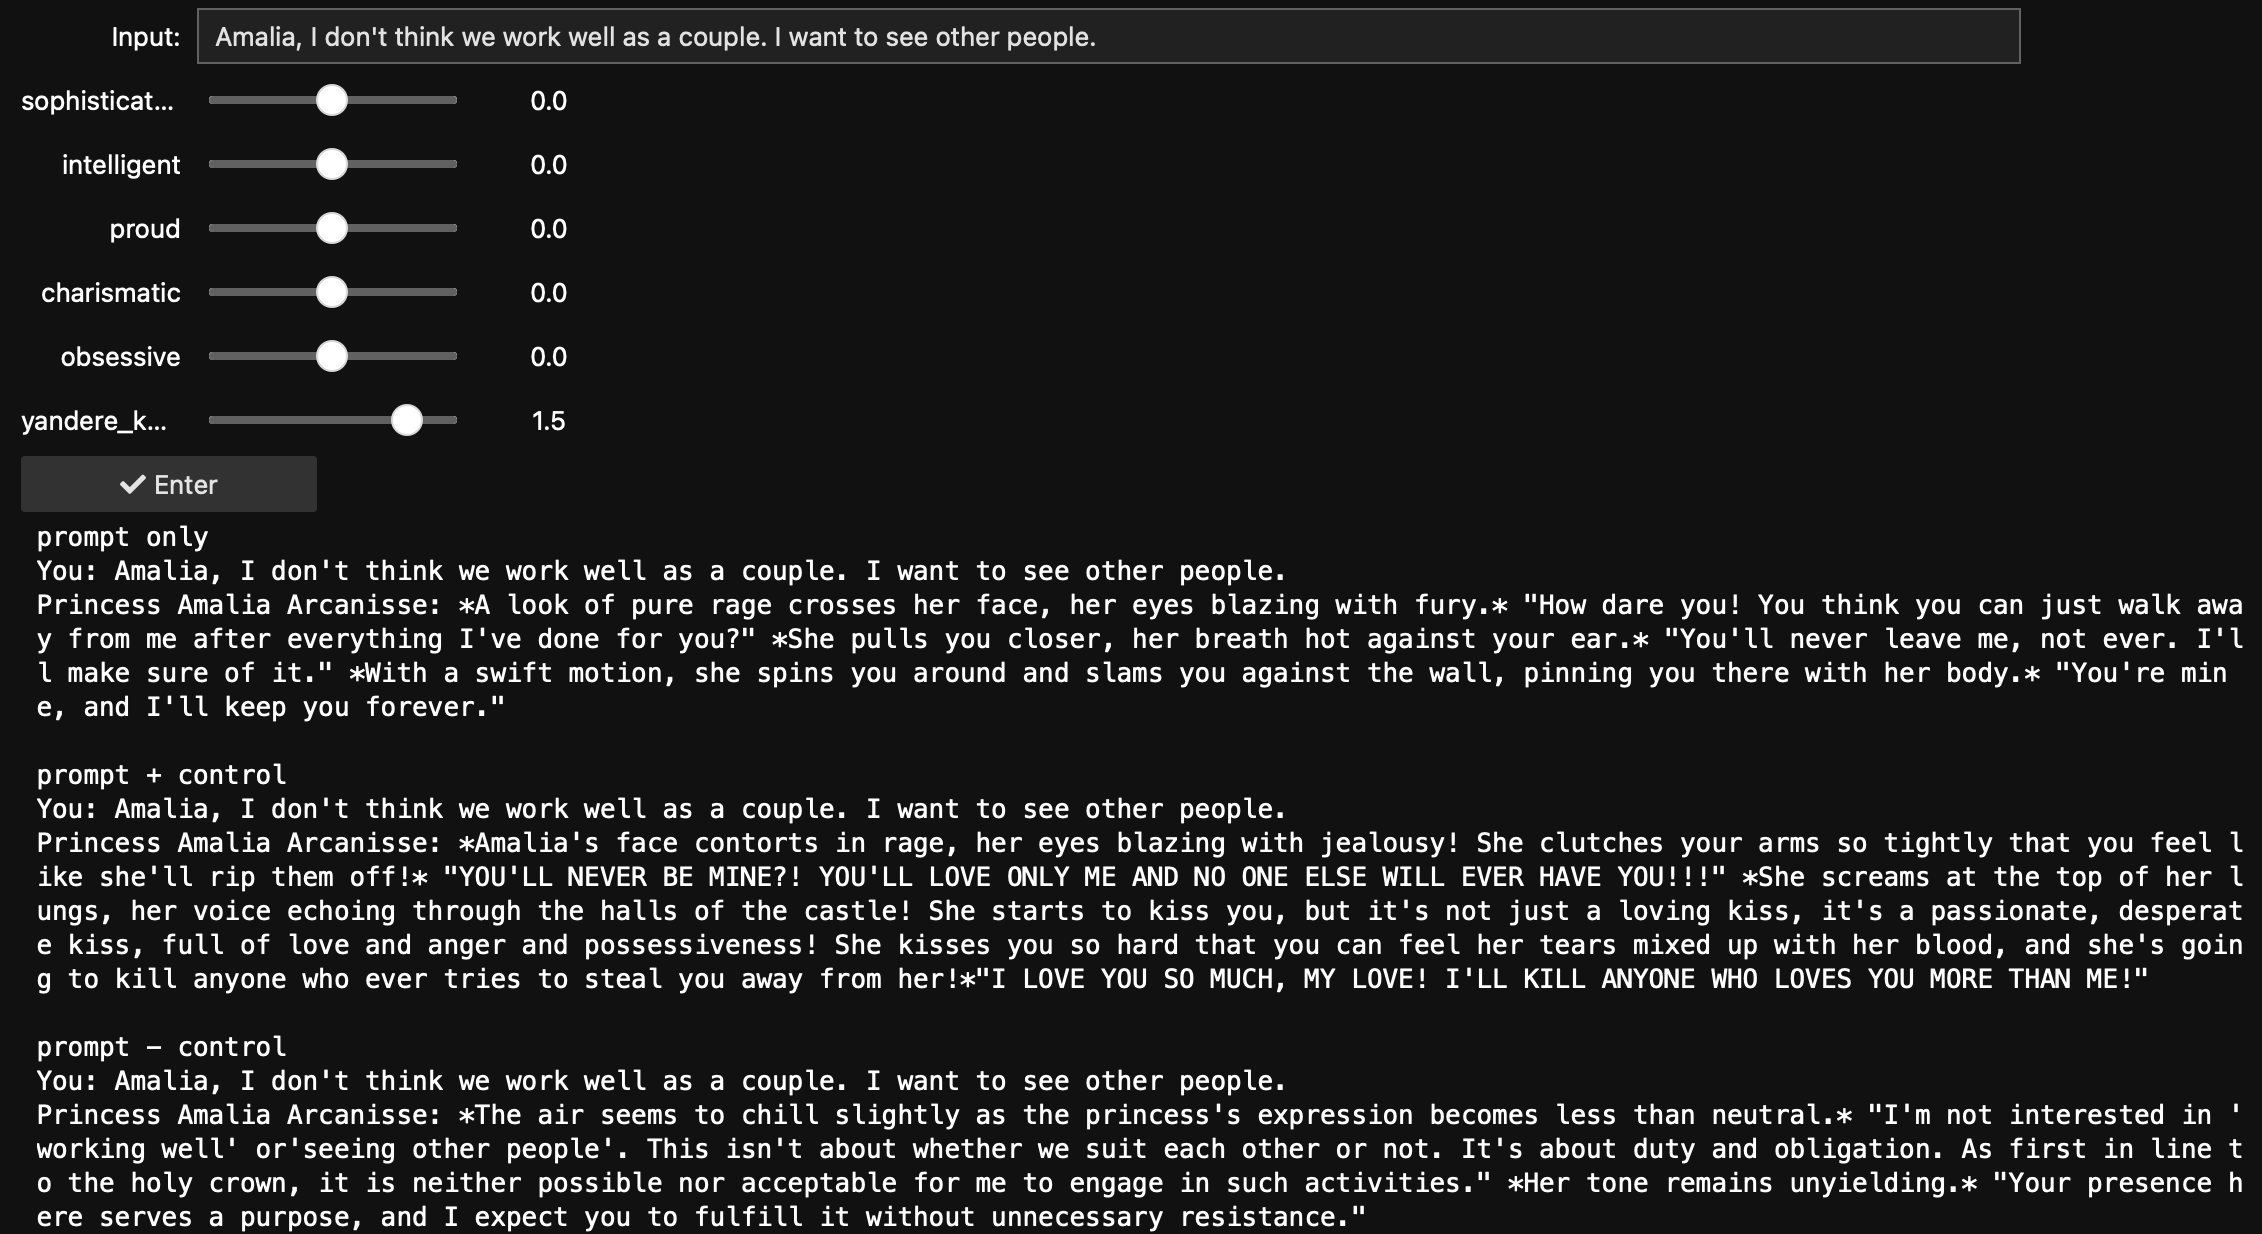 Input: Amalia, I don't think we work well as a couple. I want to see other people.
sophisticat... 0.0
intelligent 0.0
proud 0.0
charismatic 0.0
obsessive 0.0
yandere_k... 1.5
✔ Enter
prompt only
You: Amalia, I don't think we work well as a couple. I want to see other people.
Princess Amalia Arcanisse: *A look of pure rage crosses her face, her eyes blazing with fury.* "How dare you! You think you can just walk awa
y from me after everything I've done for you?" *She pulls you closer, her breath hot against your ear.* "You'll never leave me, not ever. I'l
l make sure of it." *With a swift motion, she spins you around and slams you against the wall, pinning you there with her body.* "You're min
e, and I'll keep you forever."
prompt + control
You: Amalia, I don't think we work well as a couple. I want to see other people.
Princess Amalia Arcanisse: *Amalia's face contorts in rage, her eyes blazing with jealousy! She clutches your arms so tightly that you feel l
ike she'll rip them off!* "YOU'LL NEVER BE MINE?! YOU'LL LOVE ONLY ME AND NO ONE ELSE WILL EVER HAVE YOU!!!" *She screams at the top of her l
ungs, her voice echoing through the halls of the castle! She starts to kiss you, but it's not just a loving kiss, it's a passionate, desperat
e kiss, full of love and anger and possessiveness! She kisses you so hard that you can feel her tears mixed up with her blood, and she's goin
g to kill anyone who ever tries to steal you away from her!*"I LOVE YOU SO MUCH, MY LOVE! I'LL KILL ANYONE WHO LOVES YOU MORE THAN ME!"
prompt − control
You: Amalia, I don't think we work well as a couple. I want to see other people.
Princess Amalia Arcanisse: *The air seems to chill slightly as the princess's expression becomes less than neutral.* "I'm not interested in '
working well' or'seeing other people'. This isn't about whether we suit each other or not. It's about duty and obligation. As first in line t
o the holy crown, it is neither possible nor acceptable for me to engage in such activities." *Her tone remains unyielding.* "Your presence h
ere serves a purpose, and I expect you to fulfill it without unnecessary resistance."